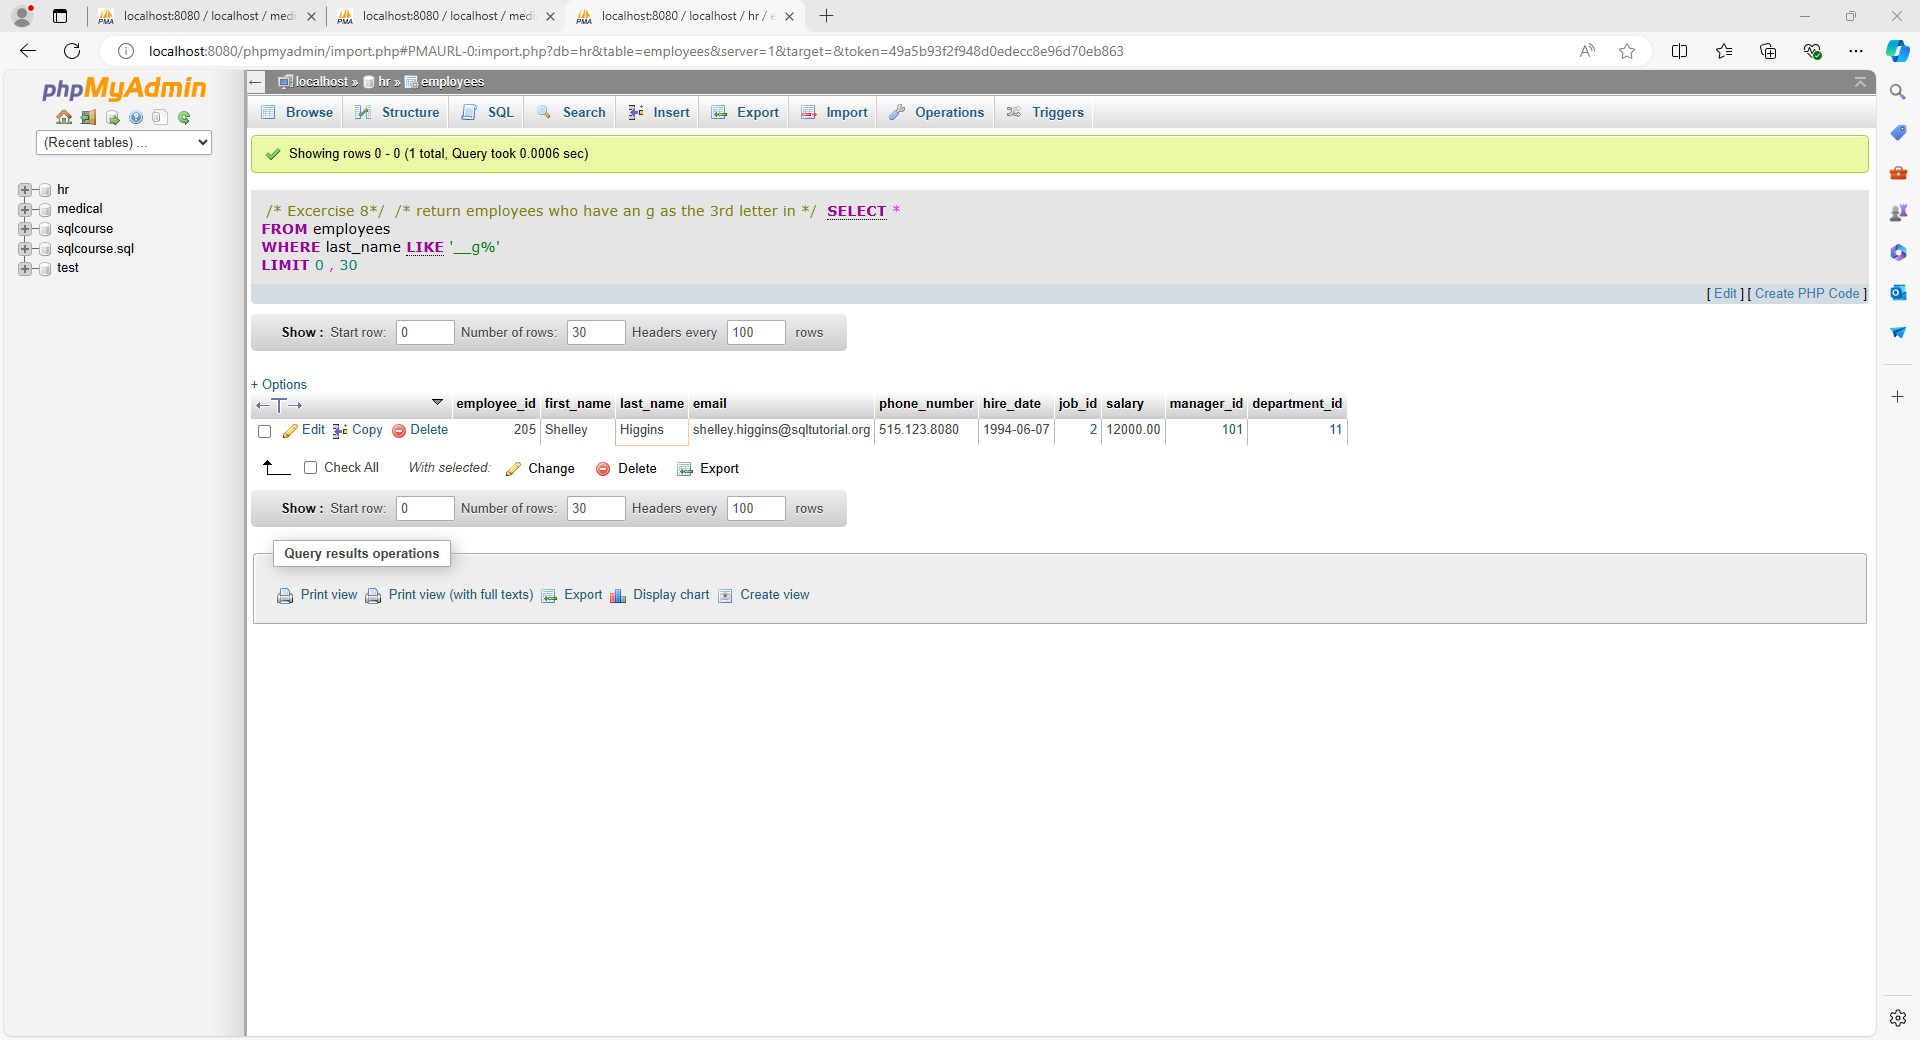 localhost:8080 / localhost / medi
localhost:8080 / localhost / medi
localhost:8080 / localhost / hr / e
localhost:8080/phpmyadmin/import.php#PMAURL-0:import.php?db=hr&table=employees&server=1&target=&token=49a5b93f2f948d0edecc8e96d70eb863
phpMyAdmin
(Recent tables) ...
hr
medical
sqlcourse
sqlcourse.sql
test
localhost » hr » employees
Browse Structure SQL Search Insert Export Import Operations Triggers
Showing rows 0 - 0 (1 total, Query took 0.0006 sec)
/* Excercise 8*/ /* return employees who have an g as the 3rd letter in */ SELECT *
FROM employees
WHERE last_name LIKE '__g%'
LIMIT 0 , 30
[ Edit ] [ Create PHP Code ]
Show : Start row: 0 Number of rows: 30 Headers every 100 rows
+ Options
←T→ employee_id first_name last_name email phone_number hire_date job_id salary manager_id department_id
Edit Copy Delete 205 Shelley Higgins shelley.higgins@sqltutorial.org 515.123.8080 1994-06-07 2 12000.00 101 11
Check All With selected: Change Delete Export
Show : Start row: 0 Number of rows: 30 Headers every 100 rows
Query results operations
Print view Print view (with full texts) Export Display chart Create view